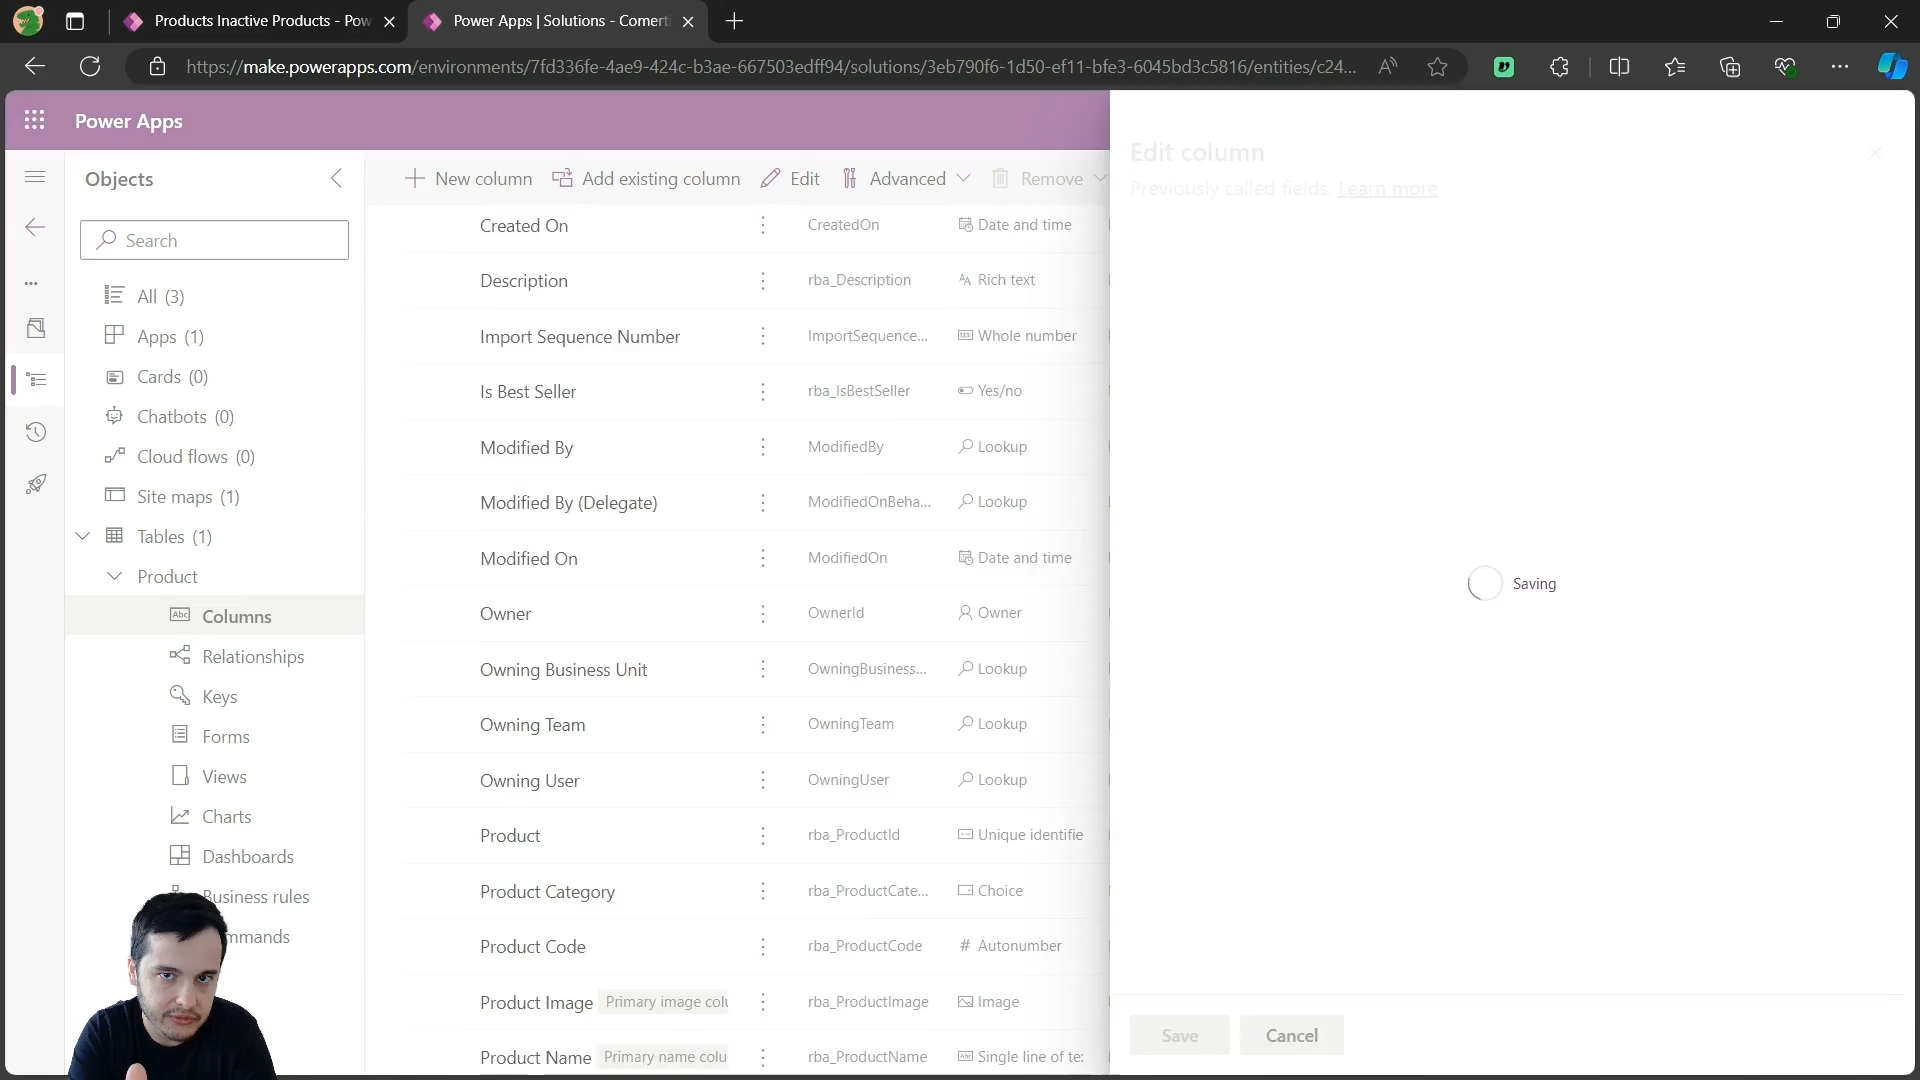 Products Inactive Products - Pow
Power Apps | Solutions - Comerti
https://make.powerapps.com/environments/7fd336fe-4ae9-424c-b3ae-667503edff94/solutions/3eb790f6-1d50-ef11-bfe3-6045bd3c5816/entities/c24...
Power Apps
Edit column
Previously called fields. Learn more
Objects
New column
Add existing column
Edit
Advanced
Remove
Search
All (3)
Apps (1)
Cards (0)
Chatbots (0)
Cloud flows (0)
Site maps (1)
Tables (1)
Product
Columns
Relationships
Keys
Forms
Views
Charts
Dashboards
Business rules
mmands
Created On CreatedOn Date and time
Description rba_Description Rich text
Import Sequence Number ImportSequence... Whole number
Is Best Seller rba_IsBestSeller Yes/no
Modified By ModifiedBy Lookup
Modified By (Delegate) ModifiedOnBeha... Lookup
Modified On ModifiedOn Date and time
Owner OwnerId Owner
Owning Business Unit OwningBusiness... Lookup
Owning Team OwningTeam Lookup
Owning User OwningUser Lookup
Product rba_ProductId Unique identifie
Product Category rba_ProductCate... Choice
Product Code rba_ProductCode Autonumber
Product Image Primary image colu rba_ProductImage Image
Product Name Primary name colu rba_ProductName Abc Single line of te:
Saving
Save
Cancel